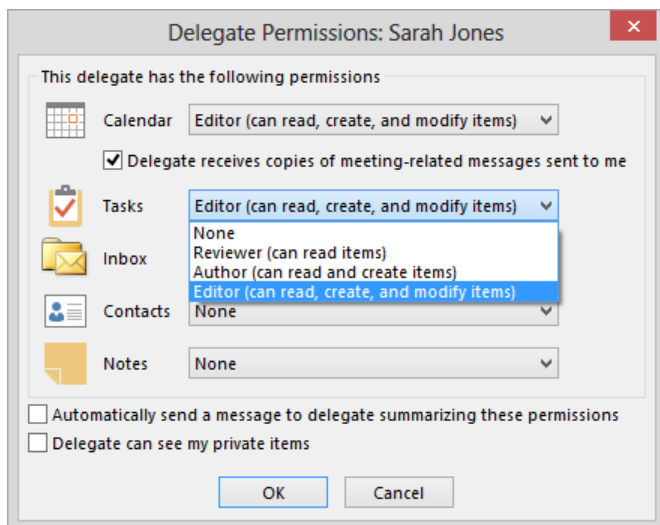 Delegate Permissions: Sarah Jones
This delegate has the following permissions
Calendar Editor (can read, create, and modify items)
Delegate receives copies of meeting-related messages sent to me
Tasks Editor (can read, create, and modify items)
None
Reviewer (can read items)
Inbox
Author (can read and create items)
Editor (can read, create, and modify items)
Contacts None
Notes None
Automatically send a message to delegate summarizing these permissions
Delegate can see my private items
OK Cancel